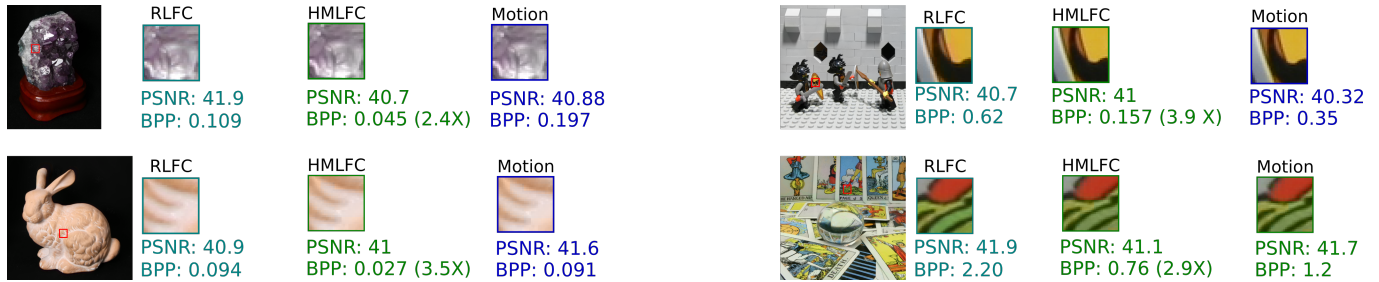 RLFC HMLFC Motion
PSNR: 41.9 PSNR: 40.7 PSNR: 40.88
BPP: 0.109 BPP: 0.045 (2.4X) BPP: 0.197
RLFC HMLFC Motion
PSNR: 40.7 PSNR: 41 PSNR: 40.32
BPP: 0.62 BPP: 0.157 (3.9 X) BPP: 0.35
RLFC HMLFC Motion
PSNR: 40.9 PSNR: 41 PSNR: 41.6
BPP: 0.094 BPP: 0.027 (3.5X) BPP: 0.091
RLFC HMLFC Motion
PSNR: 41.9 PSNR: 41.1 PSNR: 41.7
BPP: 2.20 BPP: 0.76 (2.9X) BPP: 1.2